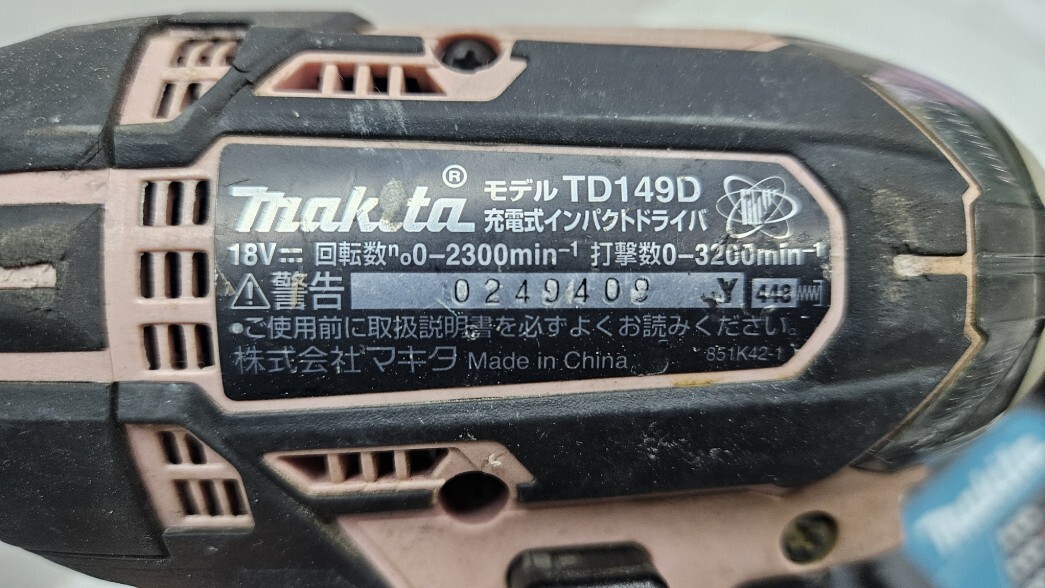 makita® モデル TD149D
充電式インパクトドライバ
18V⎓ 回転数n₀0-2300min⁻¹ 打撃数0-3200min⁻¹
⚠警告 0249409 Y 448
•ご使用前に取扱説明書を必ずよくお読みください。
株式会社マキタ Made in China 851K42-1
makita